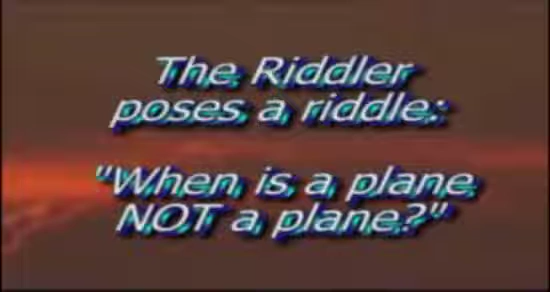 The Riddler
poses a riddle:
"When is a plane
NOT a plane?"